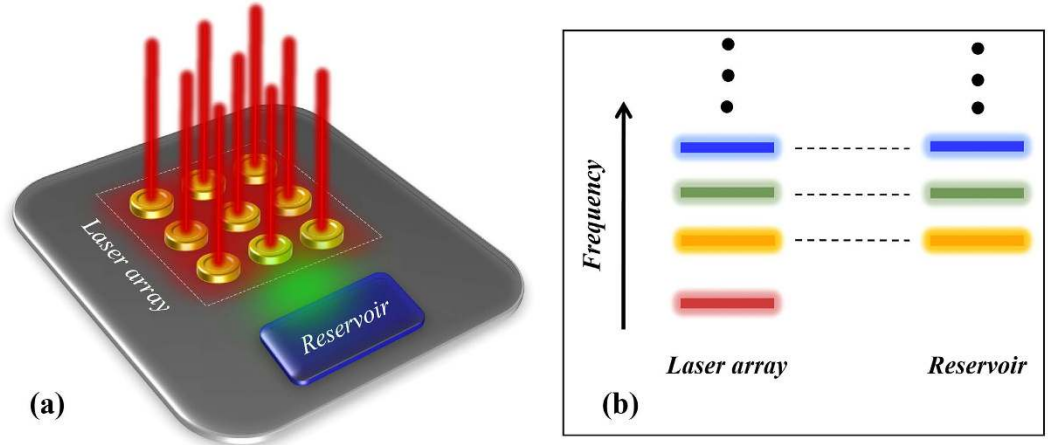 Laser array
Reservoir
(a)
Frequency
Laser array
Reservoir
(b)